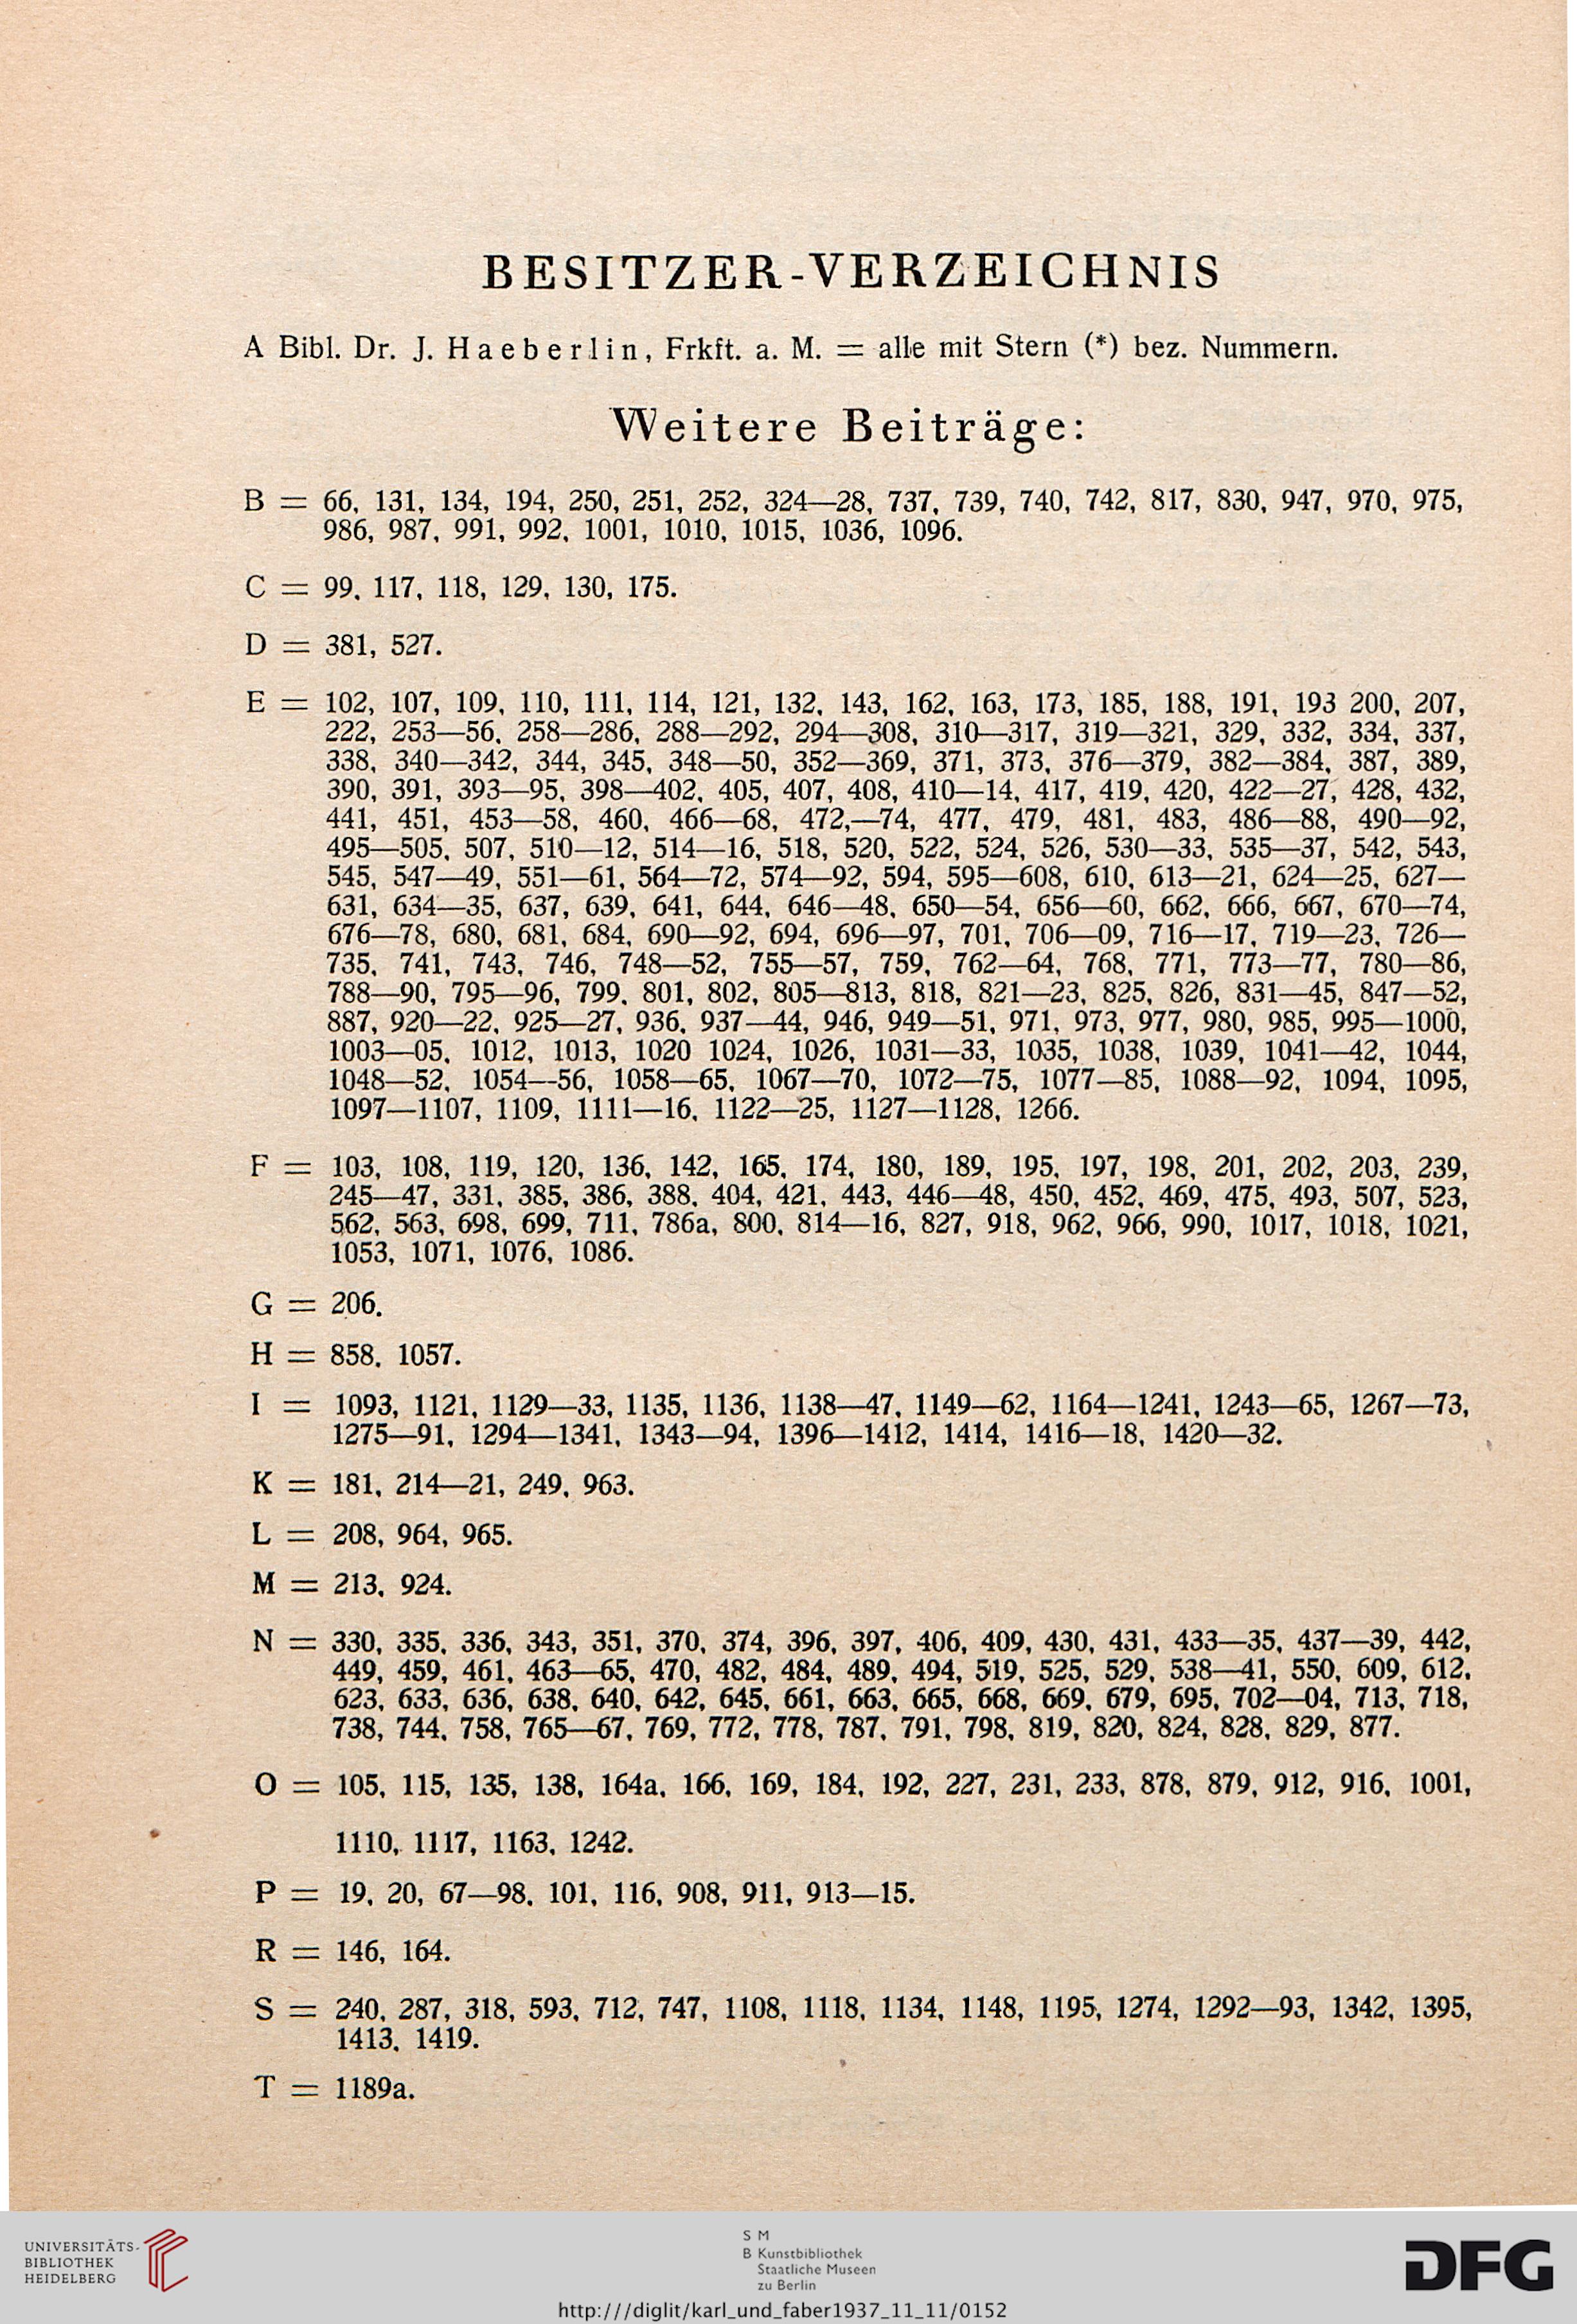 BESITZER-VERZEICHNIS
A Bibl. Dr. J. Haeberlin, Frkft. a. M. = alle mit Stern (*) bez. Nummern.
Weitere Beiträge:
B = 66, 131, 134, 194, 250, 251, 252, 324—28, 737, 739, 740, 742, 817, 830, 947, 970, 975,
986, 987, 991, 992, 1001, 1010, 1015, 1036, 1096.
C = 99, 117, 118, 129, 130, 175.
D = 381, 527.
E = 102, 107, 109, 110, 111, 114, 121, 132, 143, 162, 163, 173, 185, 188, 191, 193 200, 207,
222, 253—56, 258—286, 288—292, 294—308, 310—317, 319—321, 329, 332, 334, 337,
338, 340—342, 344, 345, 348—50, 352—369, 371, 373, 376—379, 382—384, 387, 389,
390, 391, 393—95, 398—402, 405, 407, 408, 410—14, 417, 419, 420, 422—27, 428, 432,
441, 451, 453—58, 460, 466—68, 472,—74, 477, 479, 481, 483, 486—88, 490—92,
495—505, 507, 510—12, 514—16, 518, 520, 522, 524, 526, 530—33, 535—37, 542, 543,
545, 547—49, 551—61, 564—72, 574—92, 594, 595—608, 610, 613—21, 624—25, 627—
631, 634—35, 637, 639, 641, 644, 646—48, 650—54, 656—60, 662, 666, 667, 670—74,
676—78, 680, 681, 684, 690—92, 694, 696—97, 701, 706—09, 716—17, 719—23, 726—
735, 741, 743, 746, 748—52, 755—57, 759, 762—64, 768, 771, 773—77, 780—86,
788—90, 795—96, 799, 801, 802, 805—813, 818, 821—23, 825, 826, 831—45, 847—52,
887, 920—22, 925—27, 936, 937—44, 946, 949—51, 971, 973, 977, 980, 985, 995—1000,
1003—05, 1012, 1013, 1020 1024, 1026, 1031—33, 1035, 1038, 1039, 1041—42, 1044,
1048—52, 1054—56, 1058—65, 1067—70, 1072—75, 1077—85, 1088—92, 1094, 1095,
1097—1107, 1109, 1111—16, 1122—25, 1127—1128, 1266.
F = 103, 108, 119, 120, 136, 142, 165, 174, 180, 189, 195, 197, 198, 201, 202, 203, 239,
245—47, 331, 385, 386, 388, 404, 421, 443, 446—48, 450, 452, 469, 475, 493, 507, 523,
562, 563, 698, 699, 711, 786a, 800, 814—16, 827, 918, 962, 966, 990, 1017, 1018, 1021,
1053, 1071, 1076, 1086.
G = 206.
H = 858, 1057.
I = 1093, 1121, 1129—33, 1135, 1136, 1138—47, 1149—62, 1164—1241, 1243—65, 1267—73,
1275—91, 1294—1341, 1343—94, 1396—1412, 1414, 1416—18, 1420—32.
K = 181, 214—21, 249, 963.
L = 208, 964, 965.
M = 213, 924.
N = 330, 335, 336, 343, 351, 370, 374, 396, 397, 406, 409, 430, 431, 433—35, 437—39, 442,
449, 459, 461, 463—65, 470, 482, 484, 489, 494, 519, 525, 529, 538—41, 550, 609, 612,
623, 633, 636, 638, 640, 642, 645, 661, 663, 665, 668, 669, 679, 695, 702—04, 713, 718,
738, 744, 758, 765—67, 769, 772, 778, 787, 791, 798, 819, 820, 824, 828, 829, 877.
O = 105, 115, 135, 138, 164a, 166, 169, 184, 192, 227, 231, 233, 878, 879, 912, 916, 1001,
1110, 1117, 1163, 1242.
P = 19, 20, 67—98, 101, 116, 908, 911, 913—15.
R = 146, 164.
S = 240, 287, 318, 593, 712, 747, 1108, 1118, 1134, 1148, 1195, 1274, 1292—93, 1342, 1395,
1413, 1419.
T = 1189a.
UNIVERSITÄTS-
BIBLIOTHEK
HEIDELBERG
S M
B Kunstbibliothek
Staatliche Museen
zu Berlin
DFG
http:///diglit/karl_und_faber1937_11_11/0152